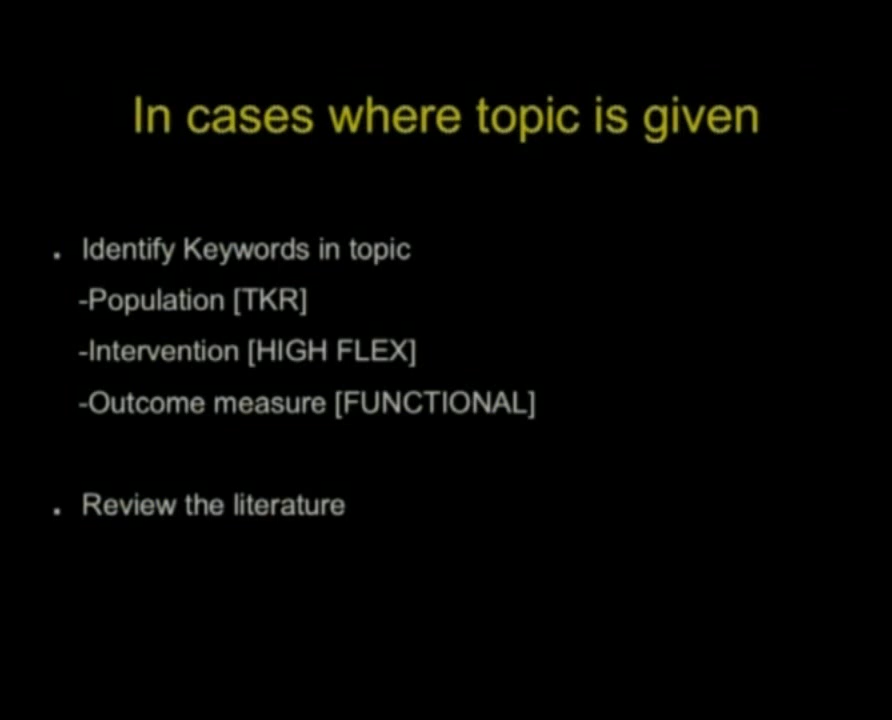 In cases where topic is given
. Identify Keywords in topic
-Population [TKR]
-Intervention [HIGH FLEX]
-Outcome measure [FUNCTIONAL]
. Review the literature